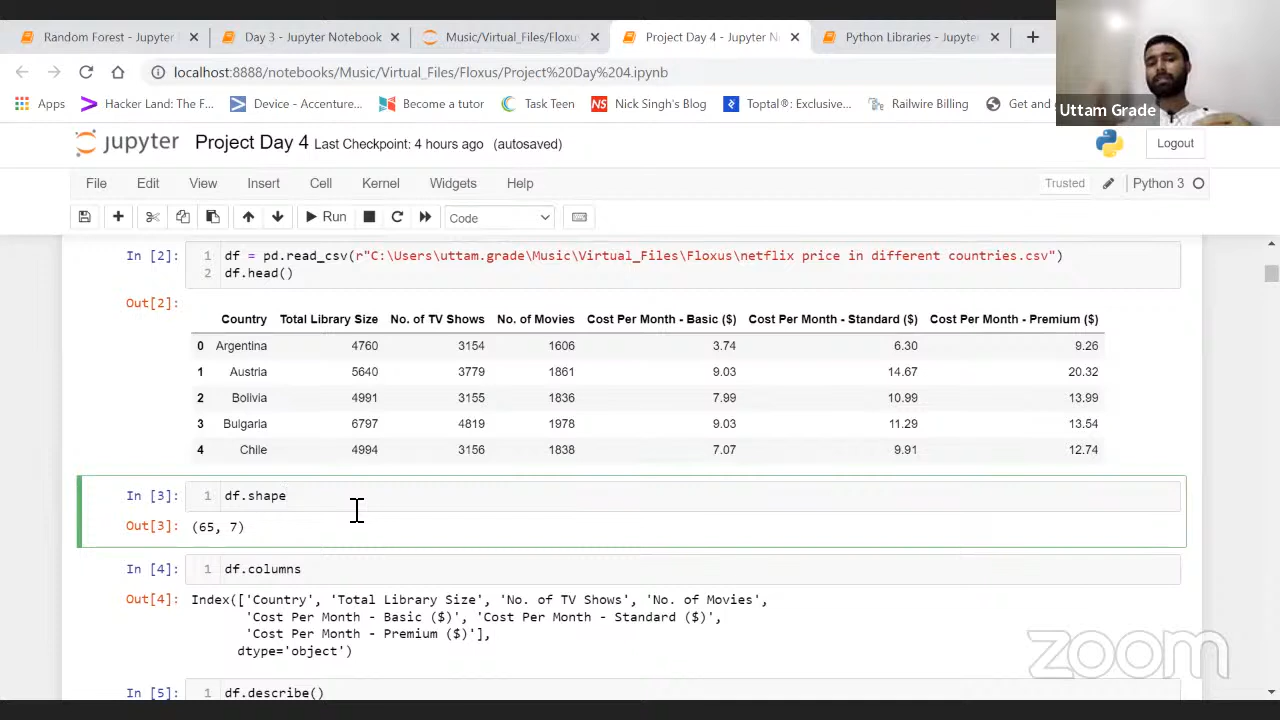 Random Forest - Jupyter
Day 3 - Jupyter Notebook
Music/Virtual_Files/Floxus
Project Day 4 - Jupyter N
Python Libraries - Jupyte
localhost:8888/notebooks/Music/Virtual_Files/Floxus/Project%20Day%204.ipynb
Apps
Hacker Land: The F...
Device - Accenture...
Become a tutor
Task Teen
NS
Nick Singh's Blog
Toptal®: Exclusive...
Railwire Billing
Get and
Uttam Grade
jupyter
Project Day 4 Last Checkpoint: 4 hours ago (autosaved)
Logout
File Edit View Insert Cell Kernel Widgets Help
Trusted
Python 3
Run
Code
In [2]:
1 df = pd.read_csv(r"C:\Users\uttam.grade\Music\Virtual_Files\Floxus\netflix price in different countries.csv")
2 df.head()
Out[2]:
Country Total Library Size No. of TV Shows No. of Movies Cost Per Month - Basic ($) Cost Per Month - Standard ($) Cost Per Month - Premium ($)
0 Argentina 4760 3154 1606 3.74 6.30 9.26
1 Austria 5640 3779 1861 9.03 14.67 20.32
2 Bolivia 4991 3155 1836 7.99 10.99 13.99
3 Bulgaria 6797 4819 1978 9.03 11.29 13.54
4 Chile 4994 3156 1838 7.07 9.91 12.74
In [3]: 1 df.shape
Out[3]: (65, 7)
In [4]: 1 df.columns
Out[4]: Index(['Country', 'Total Library Size', 'No. of TV Shows', 'No. of Movies',
'Cost Per Month - Basic ($)', 'Cost Per Month - Standard ($)',
'Cost Per Month - Premium ($)'],
dtype='object')
zoom
In [5]: 1 df.describe()